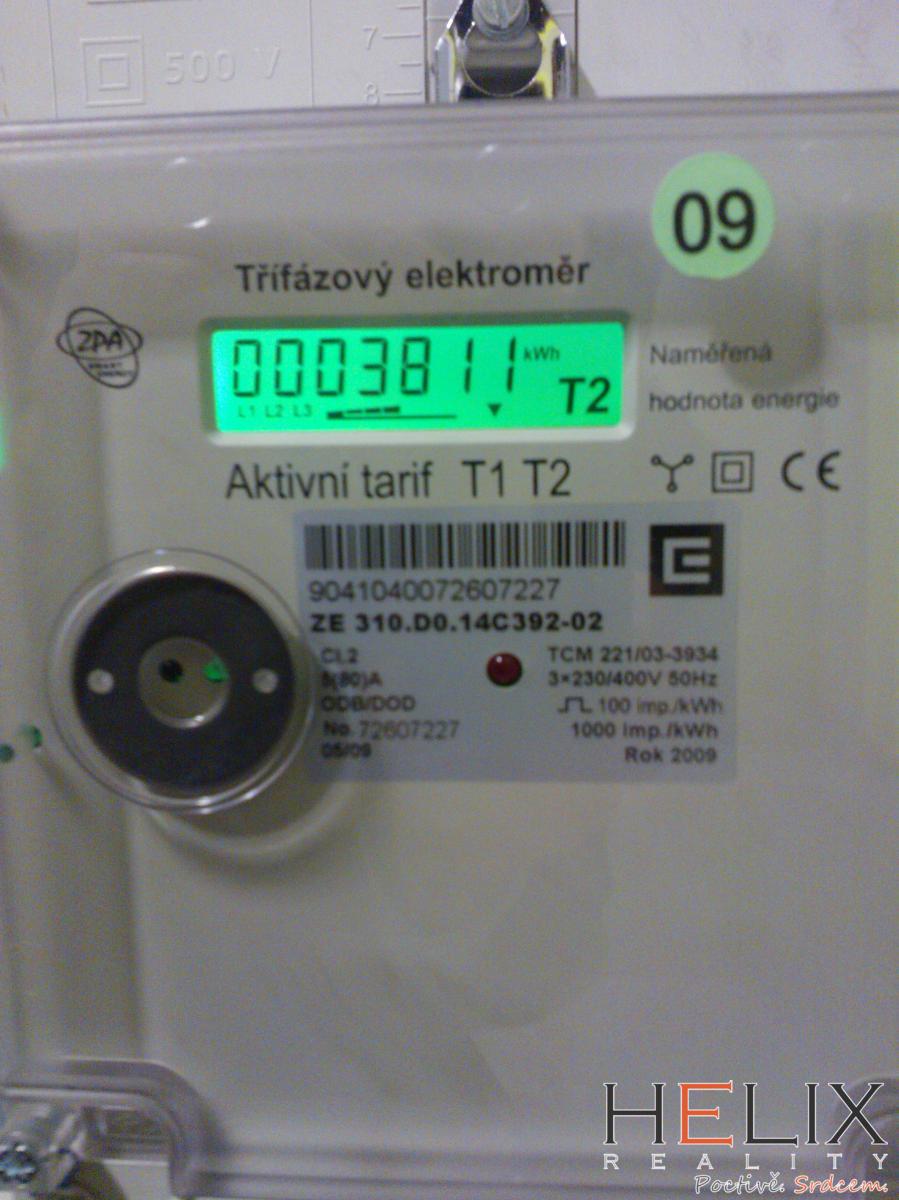 500 V
7
8
09
Třífázový elektroměr
ZPA
0003811 kWh
T2
L1 L2 L3
Naměřená
hodnota energie
Aktivní tarif T1 T2
CE
9041040072607227
ZE 310.D0.14C392-02
CL2
5(80)A
ODB/DOD
No. 72607227
05/09
TCM 221/03-3934
3×230/400V 50Hz
100 imp./kWh
1000 Imp./kWh
Rok 2009
HELIX
REALITY
Poctivě. Srdcem.